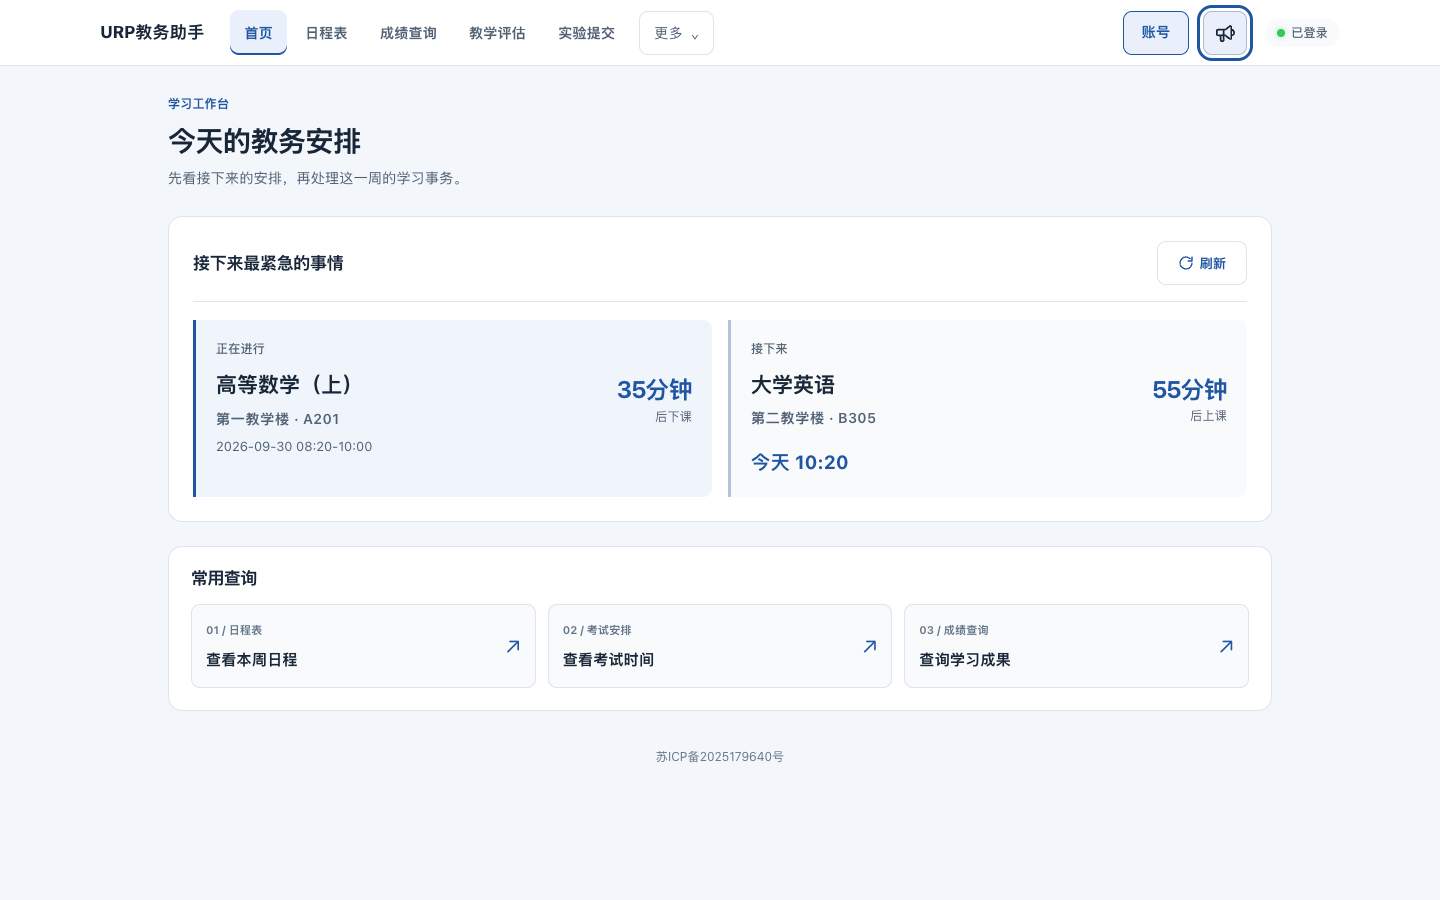 URP教务助手
首页
日程表
成绩查询
教学评估
实验提交
更多
账号
已登录
学习工作台
今天的教务安排
先看接下来的安排，再处理这一周的学习事务。
接下来最紧急的事情
刷新
正在进行
高等数学（上）
第一教学楼 · A201
2026-09-30 08:20-10:00
35分钟
后下课
接下来
大学英语
第二教学楼 · B305
今天 10:20
55分钟
后上课
常用查询
01 / 日程表
查看本周日程
02 / 考试安排
查看考试时间
03 / 成绩查询
查询学习成果
苏ICP备2025179640号